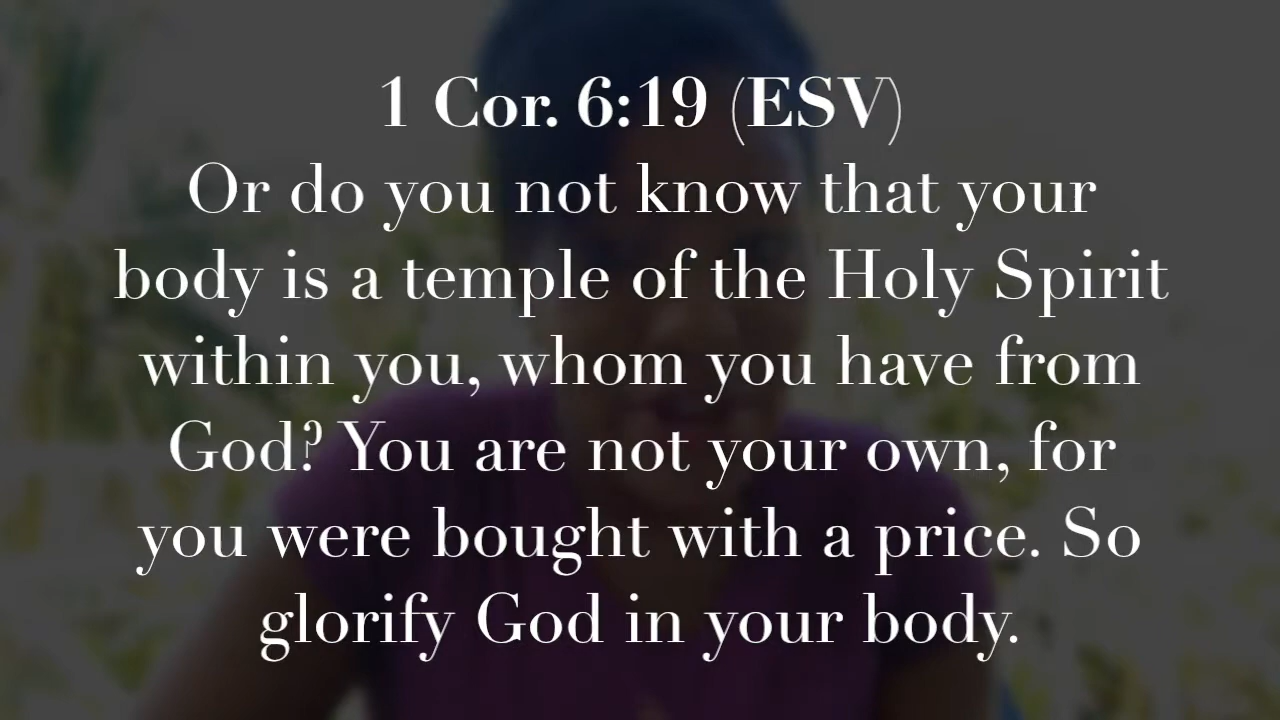 1 Cor. 6:19 (ESV)
Or do you not know that your
body is a temple of the Holy Spirit
within you, whom you have from
God? You are not your own, for
you were bought with a price. So
glorify God in your body.